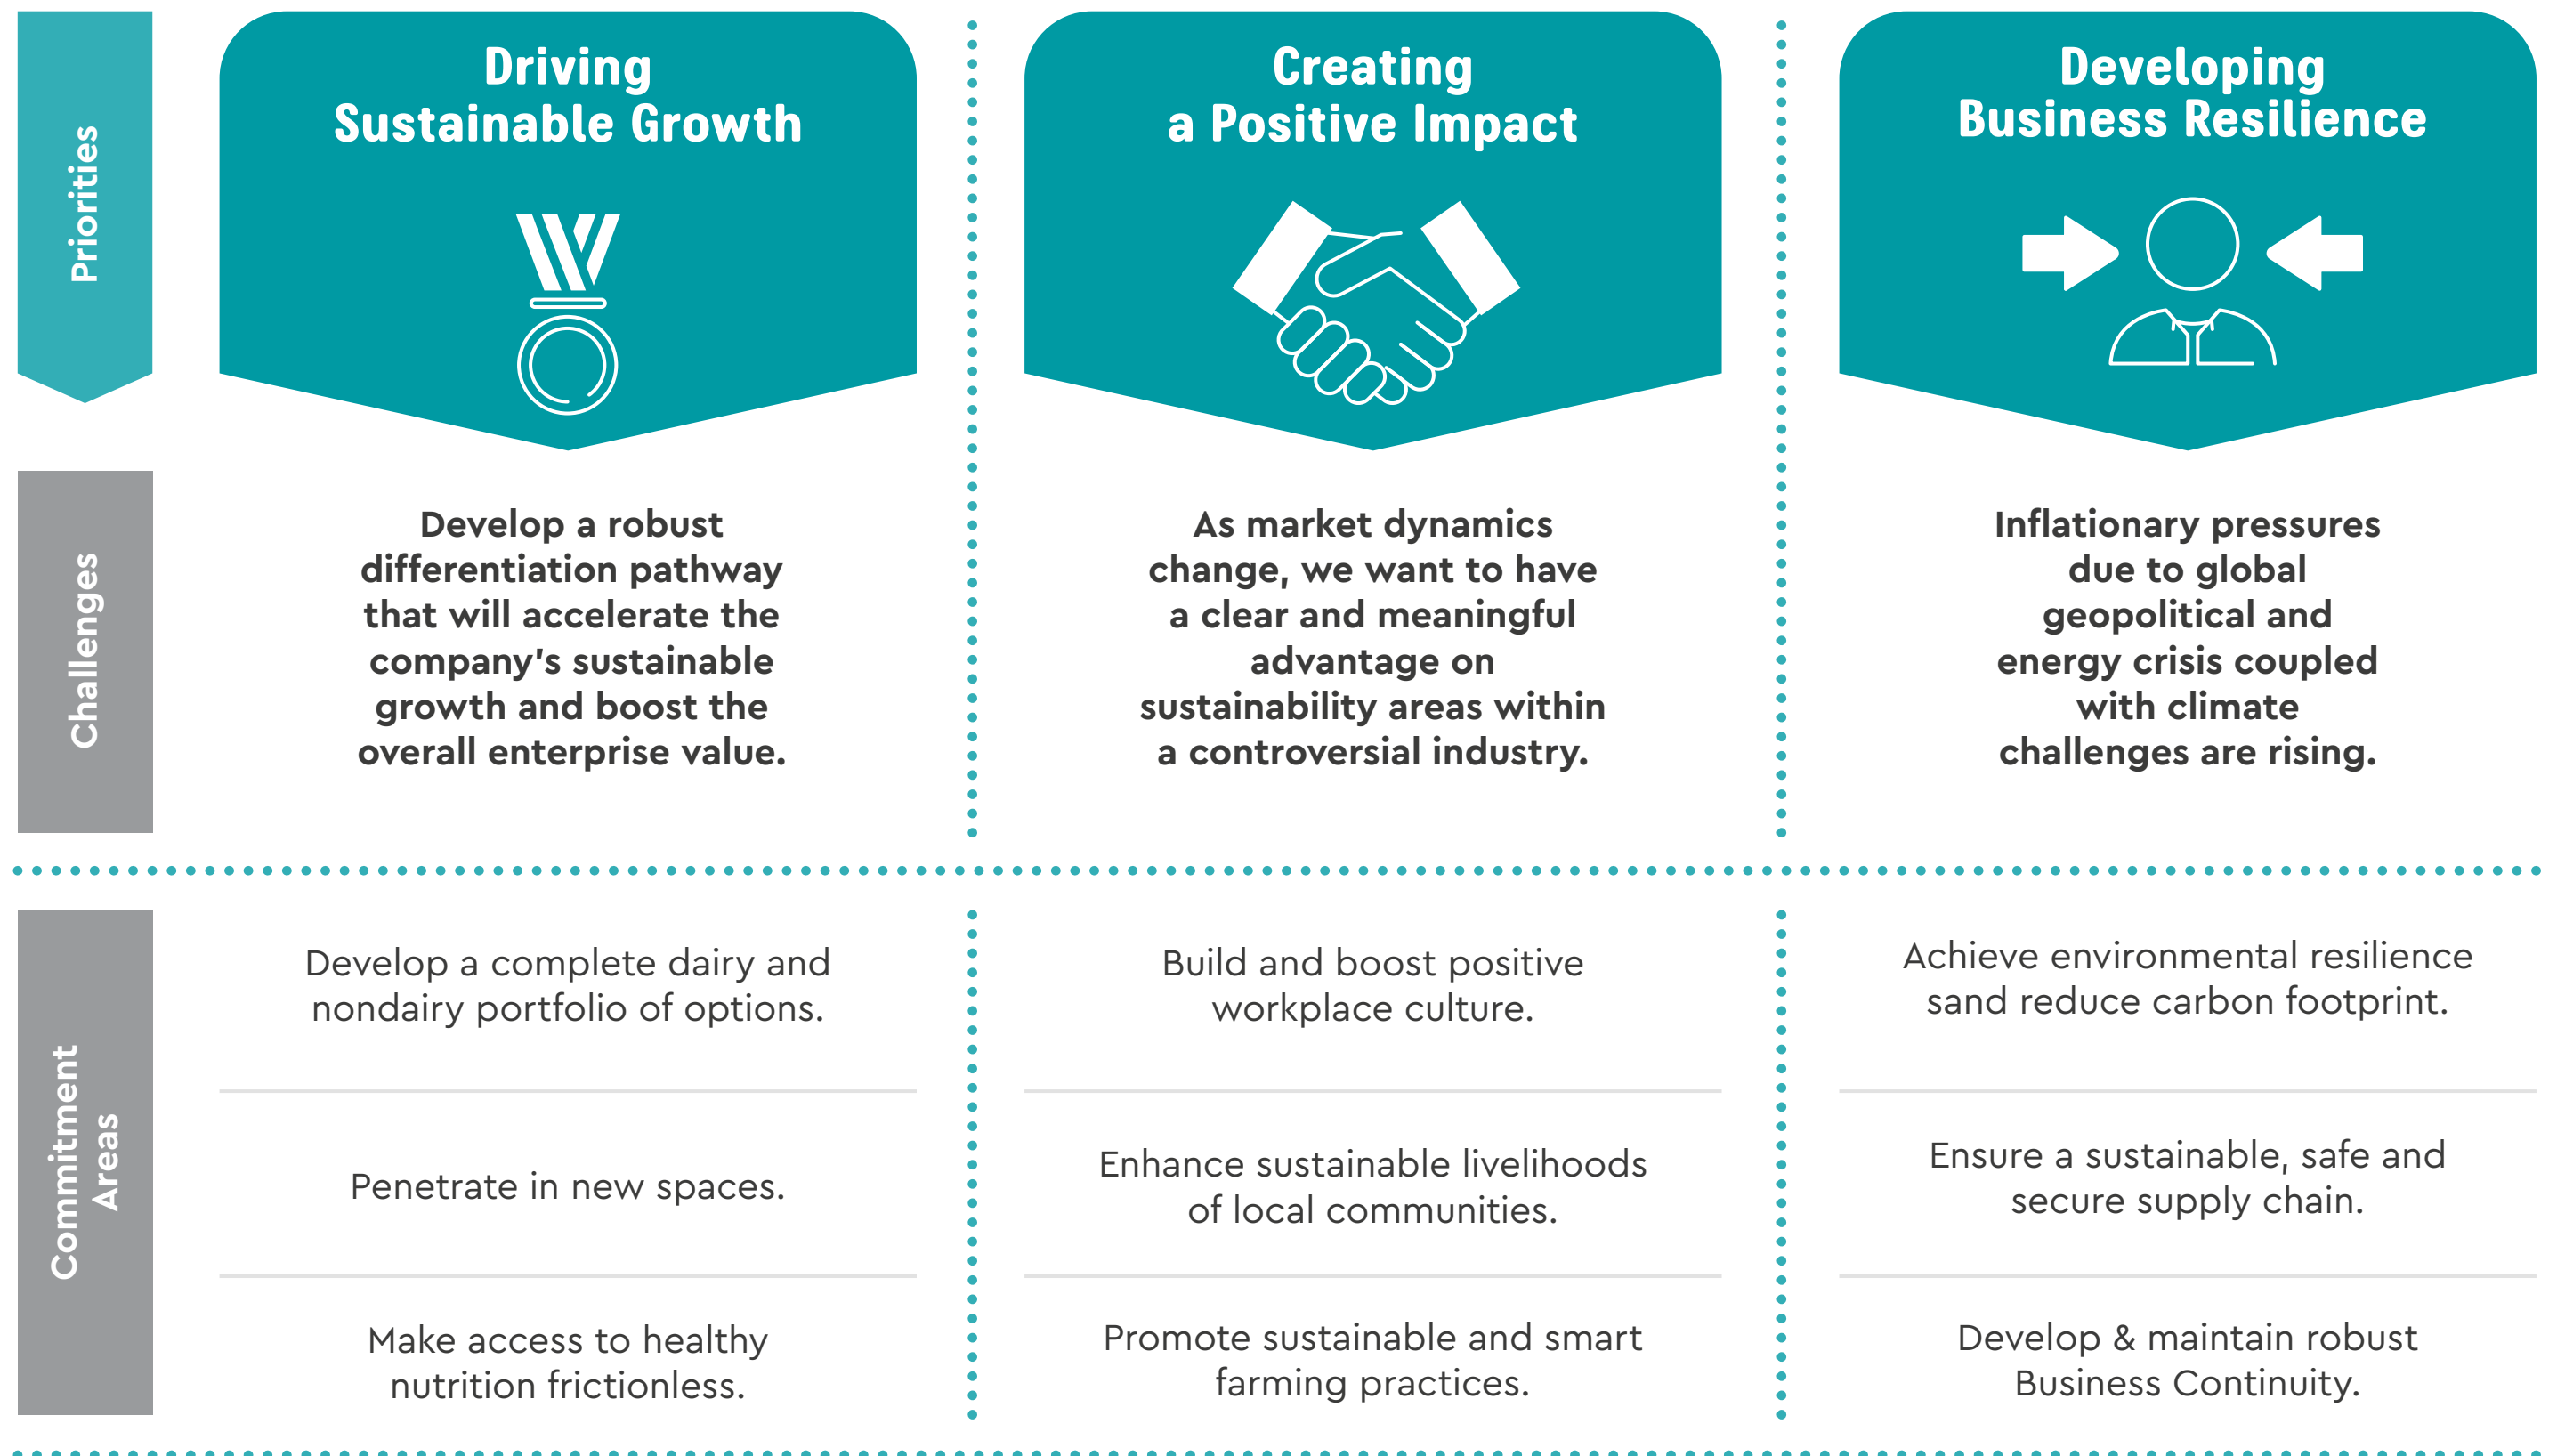 Priorities
Driving
Sustainable Growth
Creating
a Positive Impact
Developing
Business Resilience
Challenges
Develop a robust
differentiation pathway
that will accelerate the
company's sustainable
growth and boost the
overall enterprise value.
As market dynamics
change, we want to have
a clear and meaningful
advantage on
sustainability areas within
a controversial industry.
Inflationary pressures
due to global
geopolitical and
energy crisis coupled
with climate
challenges are rising.
Commitment
Areas
Develop a complete dairy and
nondairy portfolio of options.
Build and boost positive
workplace culture.
Achieve environmental resilience
sand reduce carbon footprint.
Penetrate in new spaces.
Enhance sustainable livelihoods
of local communities.
Ensure a sustainable, safe and
secure supply chain.
Make access to healthy
nutrition frictionless.
Promote sustainable and smart
farming practices.
Develop & maintain robust
Business Continuity.